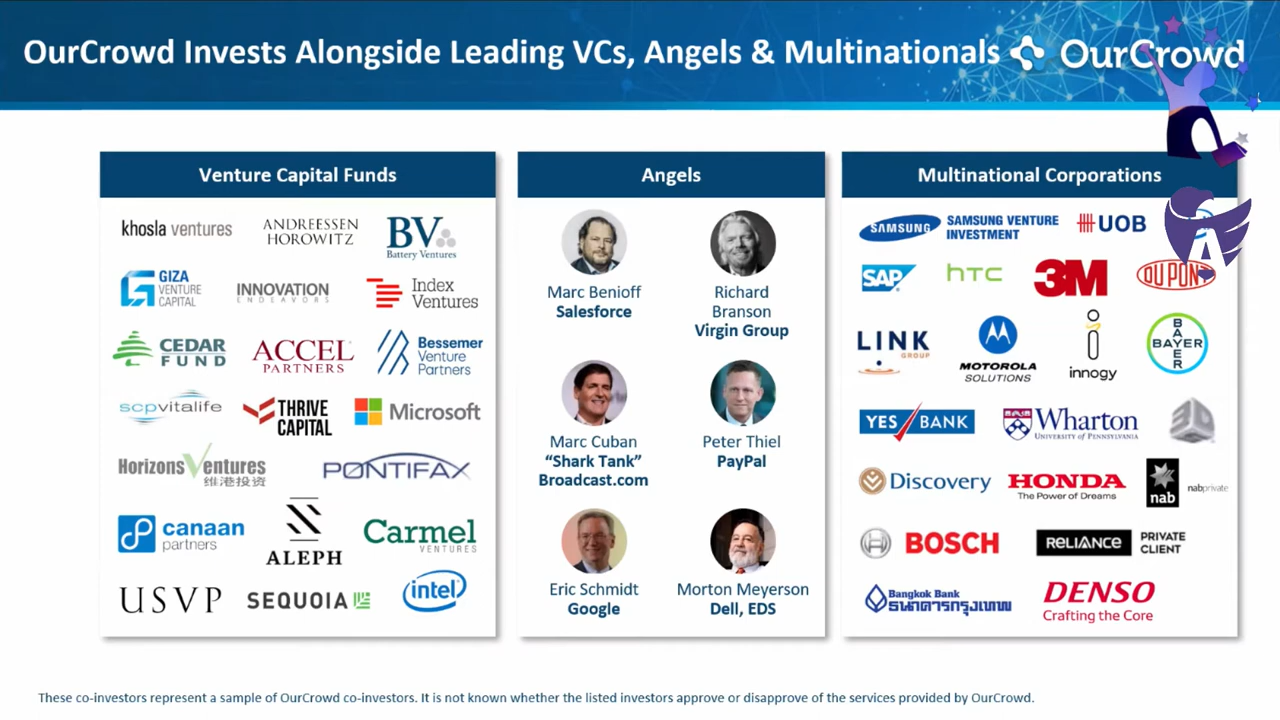 OurCrowd Invests Alongside Leading VCs, Angels & Multinationals
OurCrowd
Venture Capital Funds
khosla ventures
ANDREESSEN
HOROWITZ
BV
Battery Ventures
GIZA
VENTURE
CAPITAL
INNOVATION
ENDEAVORS
Index
Ventures
CEDAR
FUND
ACCEL
PARTNERS
Bessemer
Venture
Partners
scpvitalife
THRIVE
CAPITAL
Microsoft
Horizons Ventures
维港投资
PONTIFAX
canaan
partners
ALEPH
Carmel
VENTURES
USVP
SEQUOIA
intel
Angels
Marc Benioff
Salesforce
Richard
Branson
Virgin Group
Marc Cuban
“Shark Tank”
Broadcast.com
Peter Thiel
PayPal
Eric Schmidt
Google
Morton Meyerson
Dell, EDS
Multinational Corporations
SAMSUNG
SAMSUNG VENTURE
INVESTMENT
UOB
SAP
hTC
3M
DU PONT
LINK
GROUP
MOTOROLA
SOLUTIONS
innogy
BAYER
BAYER
YES BANK
Wharton
UNIVERSITY OF PENNSYLVANIA
3D
Discovery
HONDA
The Power of Dreams
nab
nabprivate
BOSCH
RELIANCE
PRIVATE
CLIENT
Bangkok Bank
ธนาคารกรุงเทพ
DENSO
Crafting the Core
These co-investors represent a sample of OurCrowd co-investors. It is not known whether the listed investors approve or disapprove of the services provided by OurCrowd.